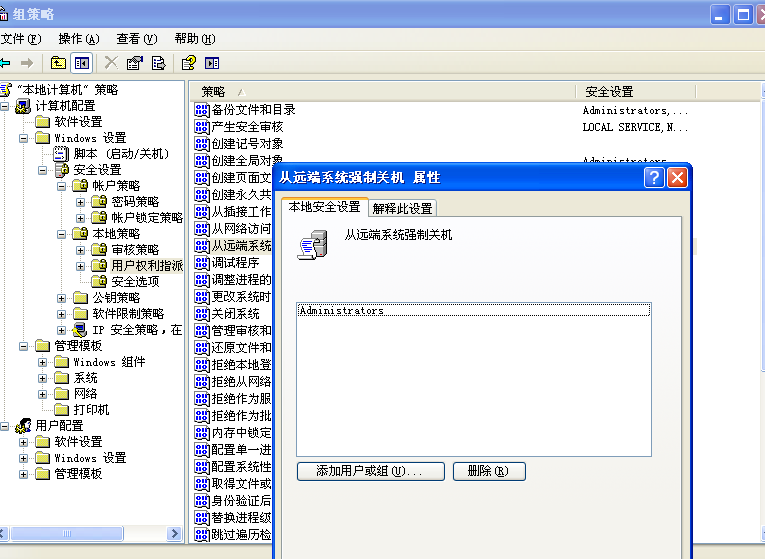 组策略
文件(F) 操作(A) 查看(V) 帮助(H)
"本地计算机" 策略
计算机配置
软件设置
Windows 设置
脚本 (启动/关机)
安全设置
帐户策略
密码策略
帐户锁定策略
本地策略
审核策略
用户权利指派
安全选项
公钥策略
软件限制策略
IP 安全策略，在
管理模板
Windows 组件
系统
网络
打印机
用户配置
软件设置
Windows 设置
管理模板
策略 安全设置
备份文件和目录 Administrators,...
产生安全审核 LOCAL SERVICE,N...
创建记号对象
创建全局对象 Administrators
创建页面文
创建永久共
从插接工作
从网络访问
从远端系统
调试程序
调整进程的
更改系统时
关闭系统
管理审核和
还原文件和
拒绝本地登
拒绝从网络
拒绝作为服
拒绝作为批
内存中锁定
配置单一进
配置系统性
取得文件或
身份验证后
替换进程级
跳过遍历检
从远端系统强制关机 属性
本地安全设置 解释此设置
从远端系统强制关机
Administrators
添加用户或组(U)... 删除(R)